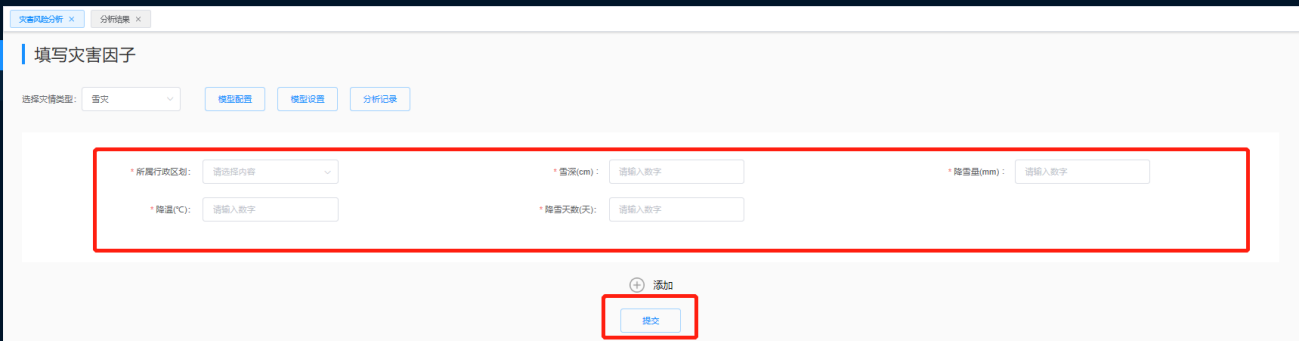 灾害风险分析 × 分析结果 ×
填写灾害因子
选择灾情类型: 雪灾 模型配置 模型设置 分析记录
* 所属行政区划: 请选择内容 * 雪深(cm): 请输入数字 * 降雪量(mm): 请输入数字
* 降温(℃): 请输入数字 * 降雪天数(天): 请输入数字
添加
提交